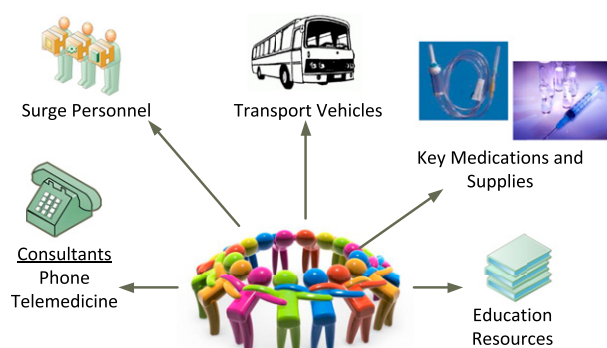 Surge Personnel
Transport Vehicles
Key Medications and
Supplies
Consultants
Phone
Telemedicine
Education
Resources